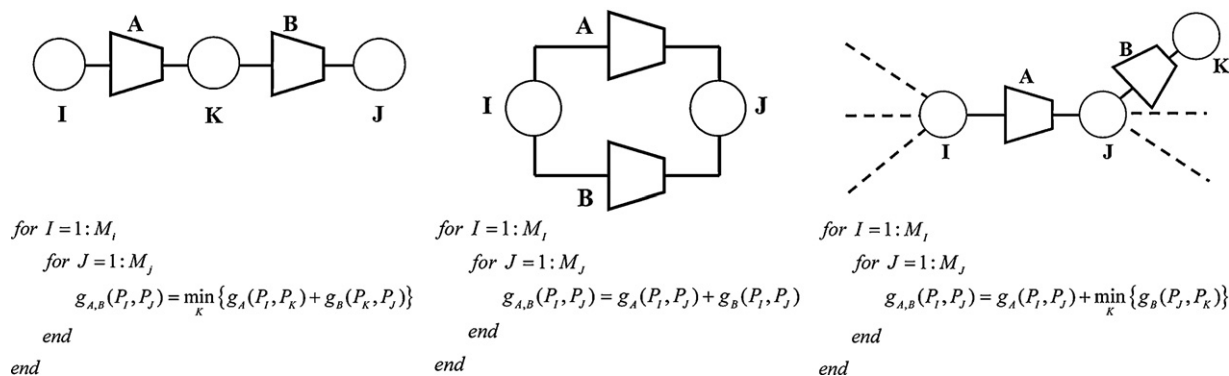 A
B
I
K
J
for I = 1 : M_i
for J = 1 : M_j
g_{A,B}(P_I, P_J) = min_K {g_A(P_I, P_K) + g_B(P_K, P_J)}
end
end
A
I
J
B
for I = 1 : M_I
for J = 1 : M_J
g_{A,B}(P_I, P_J) = g_A(P_I, P_J) + g_B(P_I, P_J)
end
end
B
K
A
I
J
for I = 1 : M_I
for J = 1 : M_J
g_{A,B}(P_I, P_J) = g_A(P_I, P_J) + min_K {g_B(P_J, P_K)}
end
end